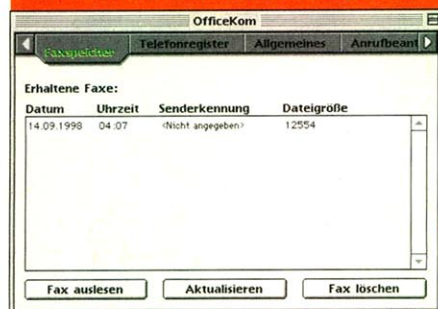 OfficeKom
Faxspeicher Telefonregister Allgemeines Anrufbeant
Erhaltene Faxe:
Datum Uhrzeit Senderkennung Dateigröße
14.09.1998 04:07 <Nicht angegeben> 12554
Fax auslesen Aktualisieren Fax löschen